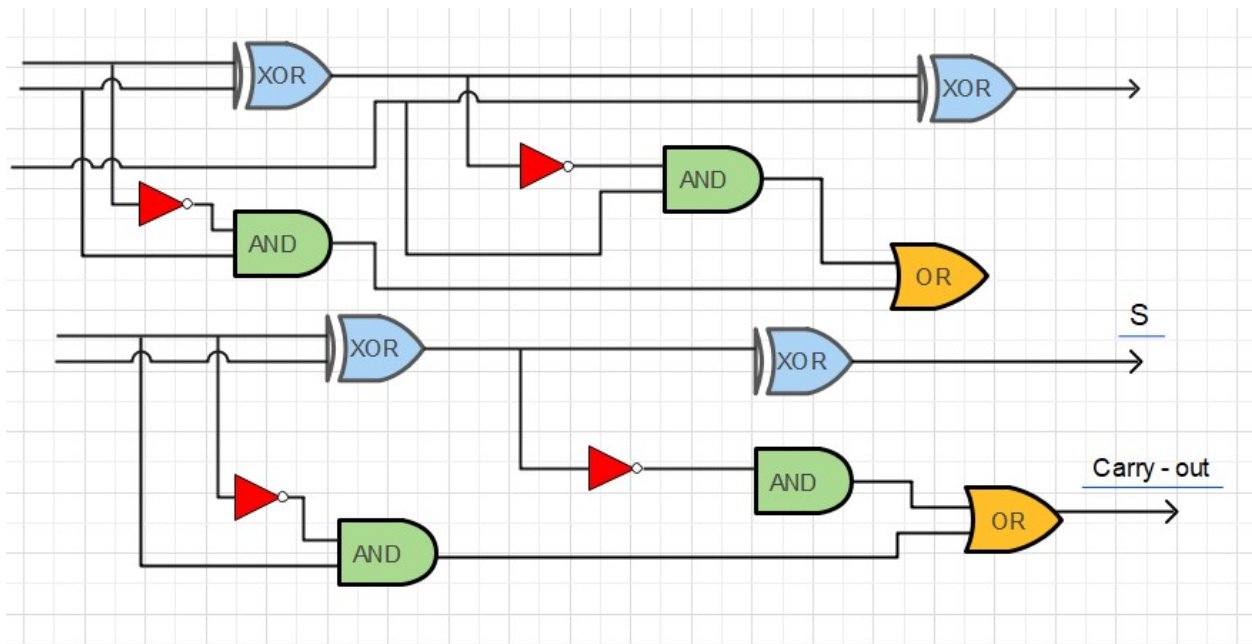 XOR
XOR
AND
AND
OR
S
XOR
XOR
Carry - out
AND
OR
AND